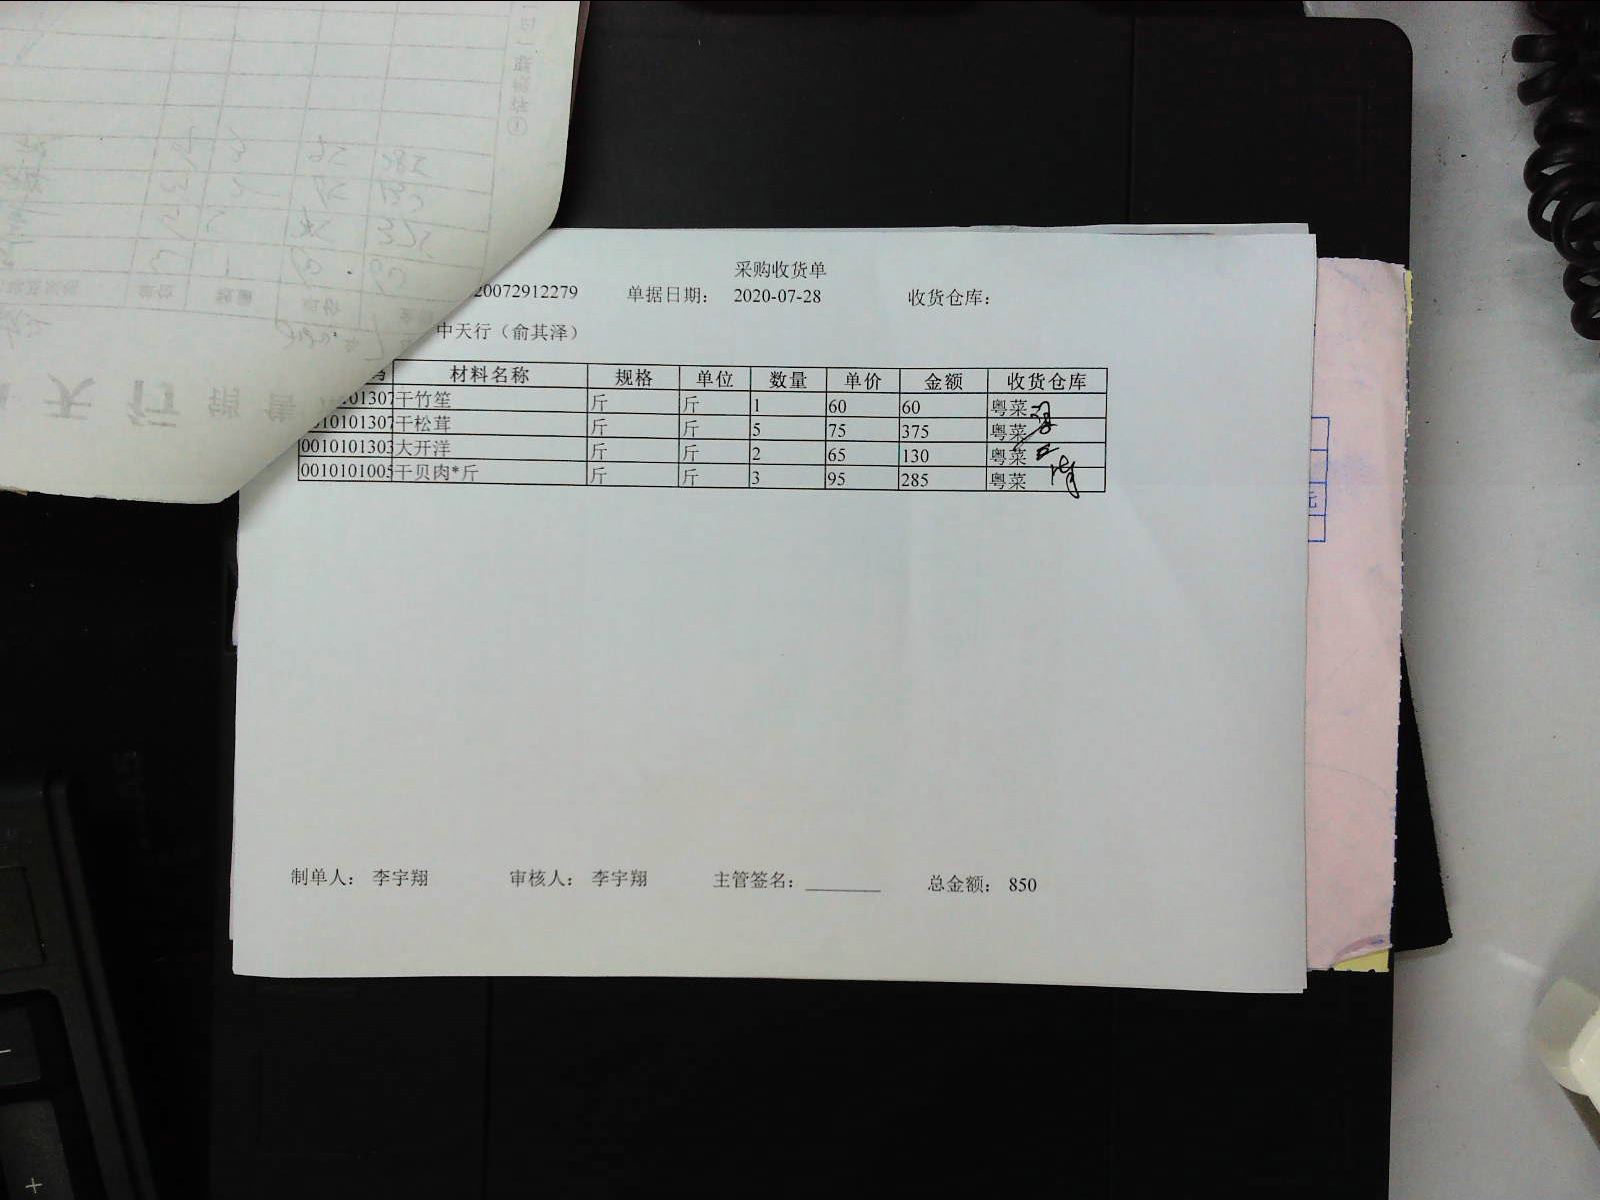 采购收货单
20072912279 单据日期： 2020-07-28 收货仓库：
中天行（俞其泽）
材料名称 规格 单位 数量 单价 金额 收货仓库
0101307 干竹笙 斤 斤 1 60 60 粤菜
010101307 干松茸 斤 斤 5 75 375 粤菜
0010101303 大开洋 斤 斤 2 65 130 粤菜
0010101005 干贝肉*斤 斤 斤 3 95 285 粤菜
制单人： 李宇翔 审核人： 李宇翔 主管签名：________ 总金额： 850